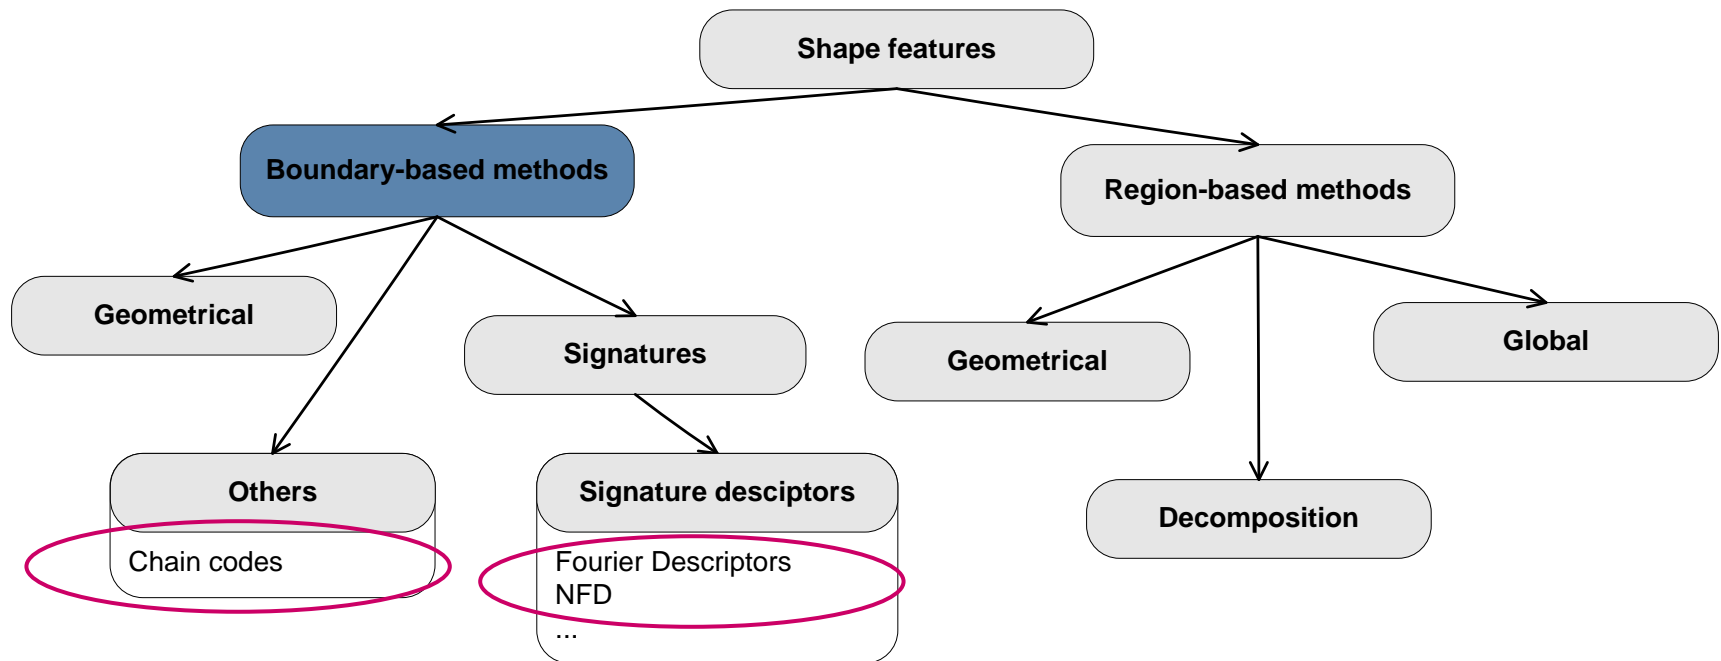 Shape features
Boundary-based methods
Region-based methods
Geometrical
Signatures
Geometrical
Global
Others
Chain codes
Signature desciptors
Fourier Descriptors
NFD
...
Decomposition